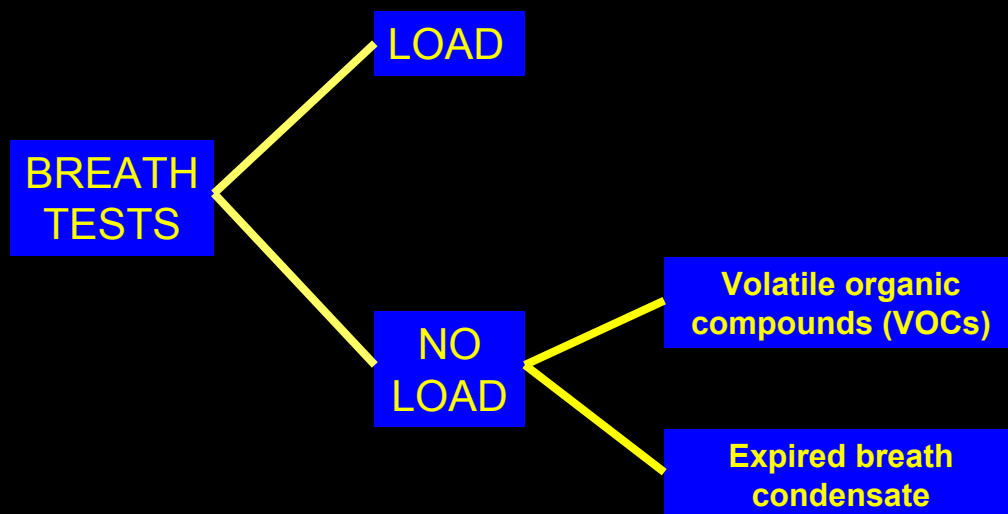 LOAD
BREATH
TESTS
Volatile organic
compounds (VOCs)
NO
LOAD
Expired breath
condensate